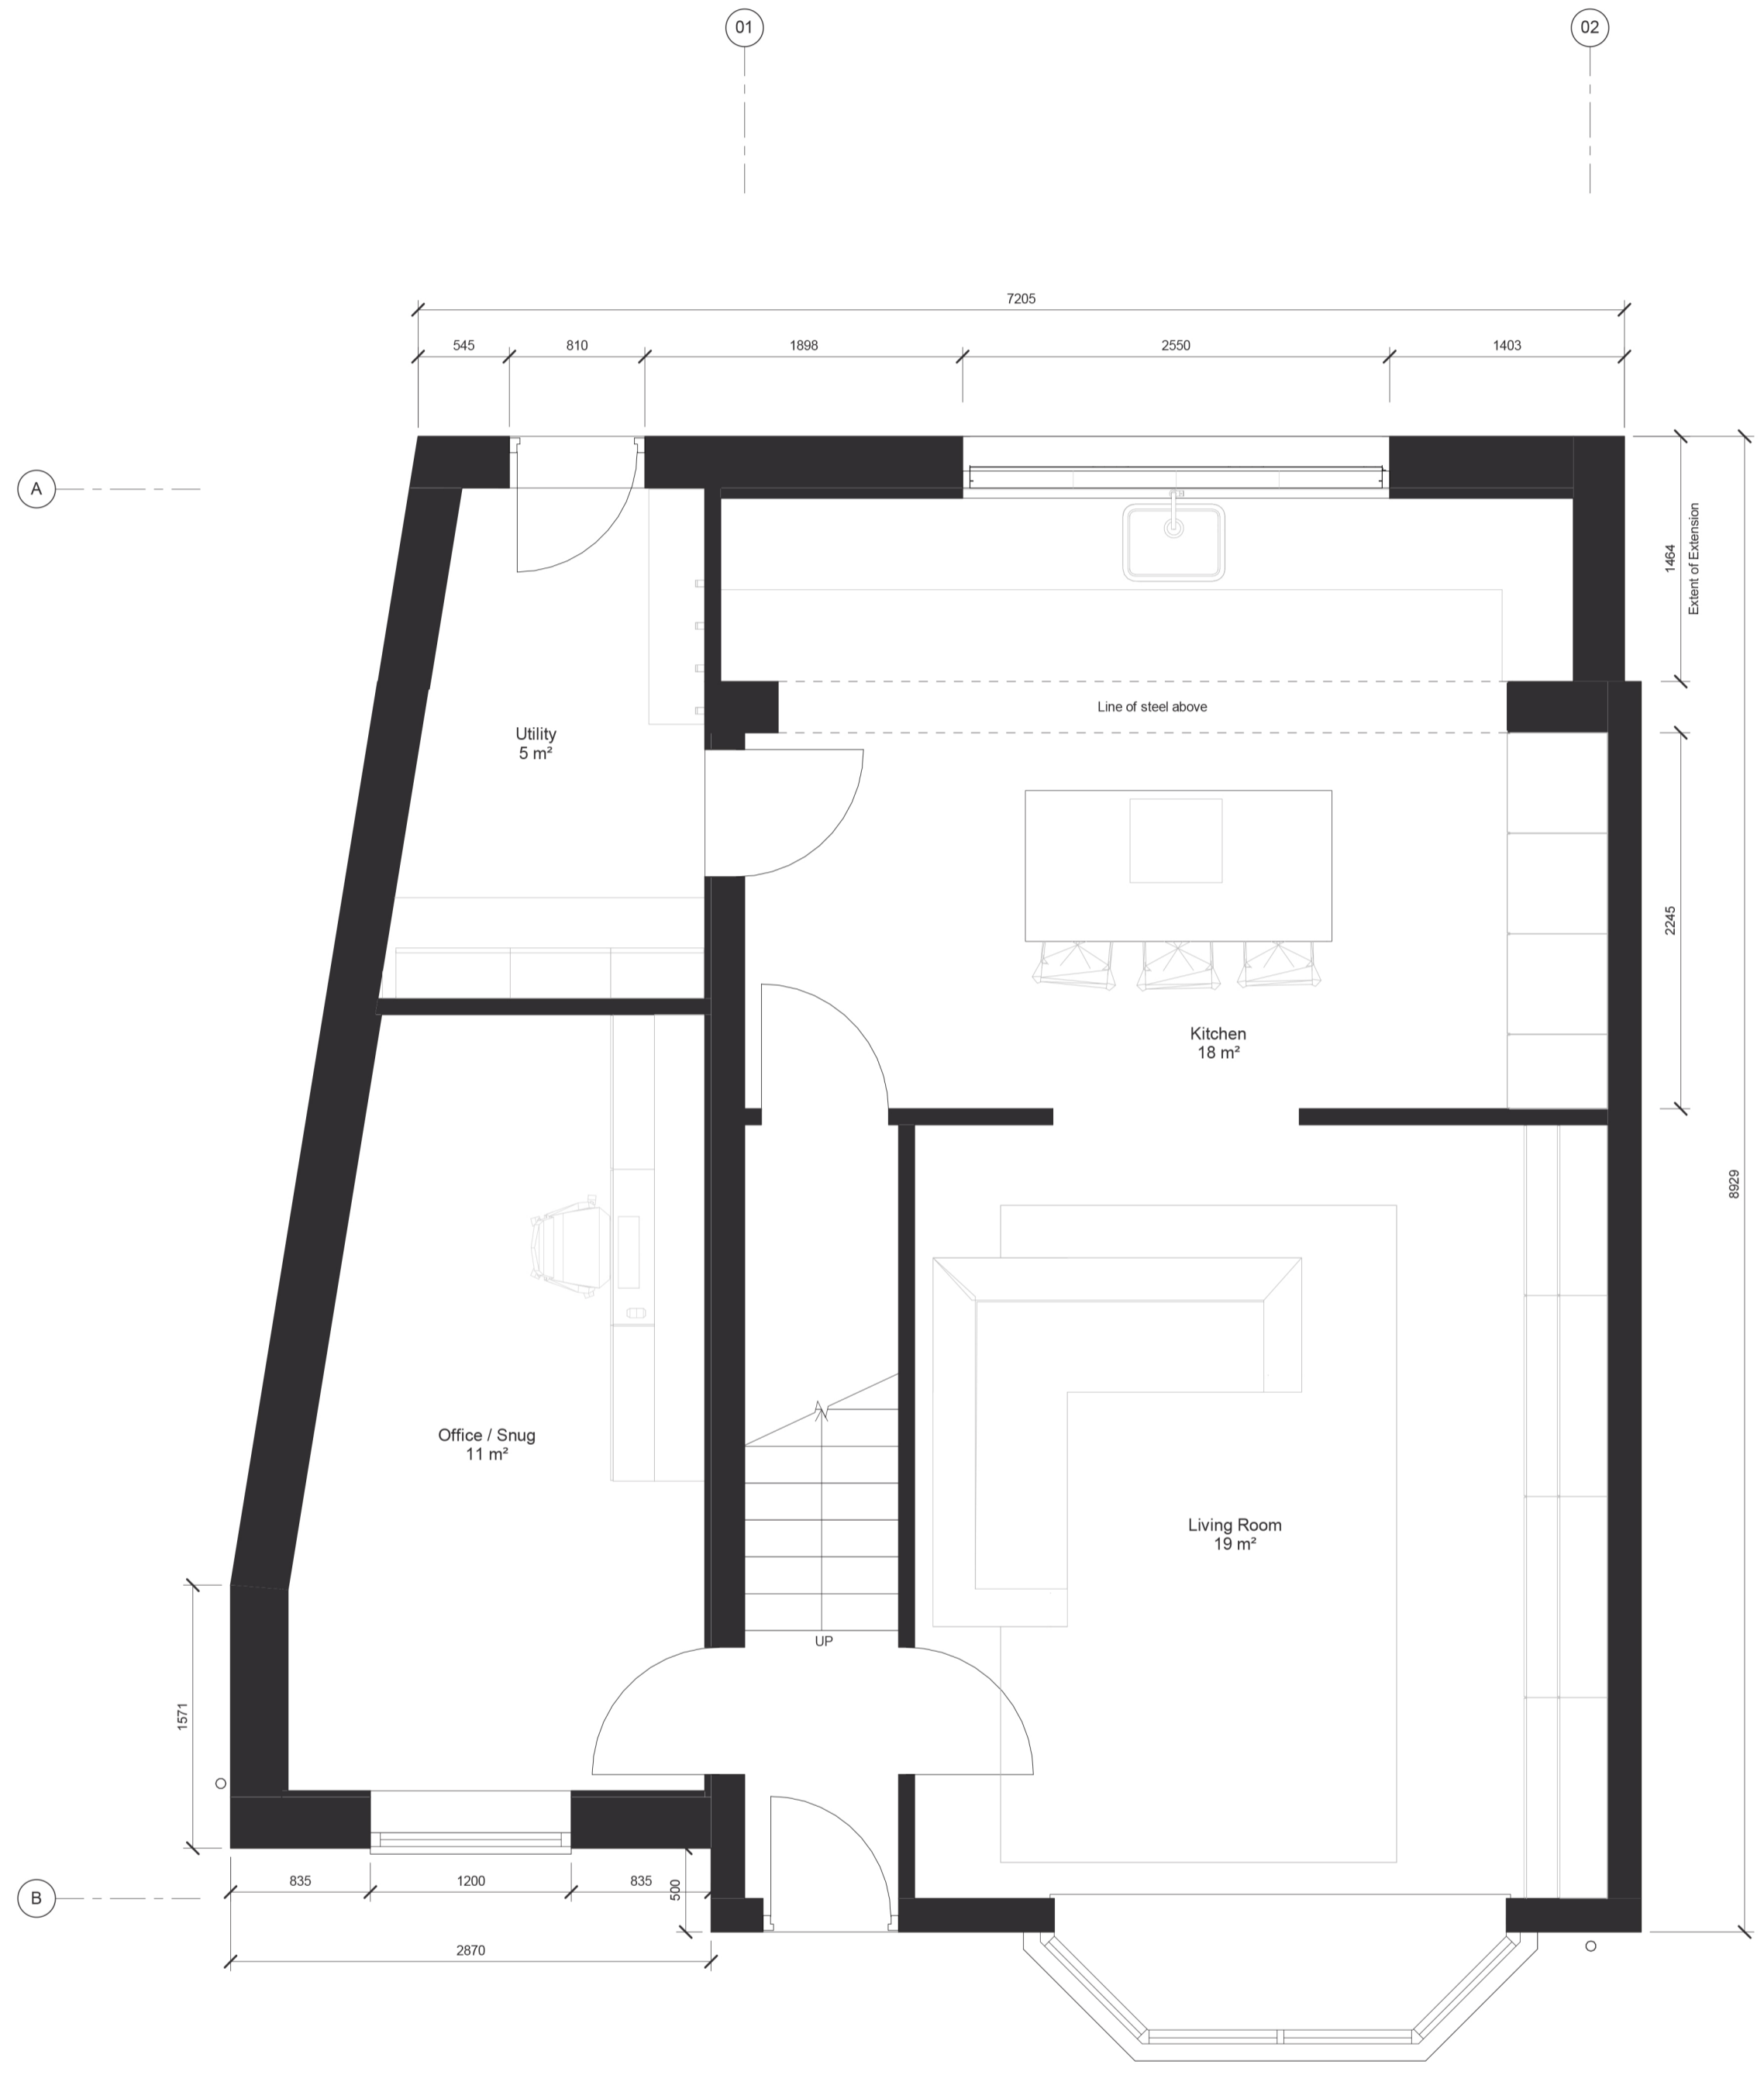 01
02
7205
545
810
1898
2550
1403
A
1464
Extent of Extension
Line of steel above
Utility
5 m²
2245
Kitchen
18 m²
8929
Office / Snug
11 m²
Living Room
19 m²
UP
1571
B
835
1200
835
500
2870